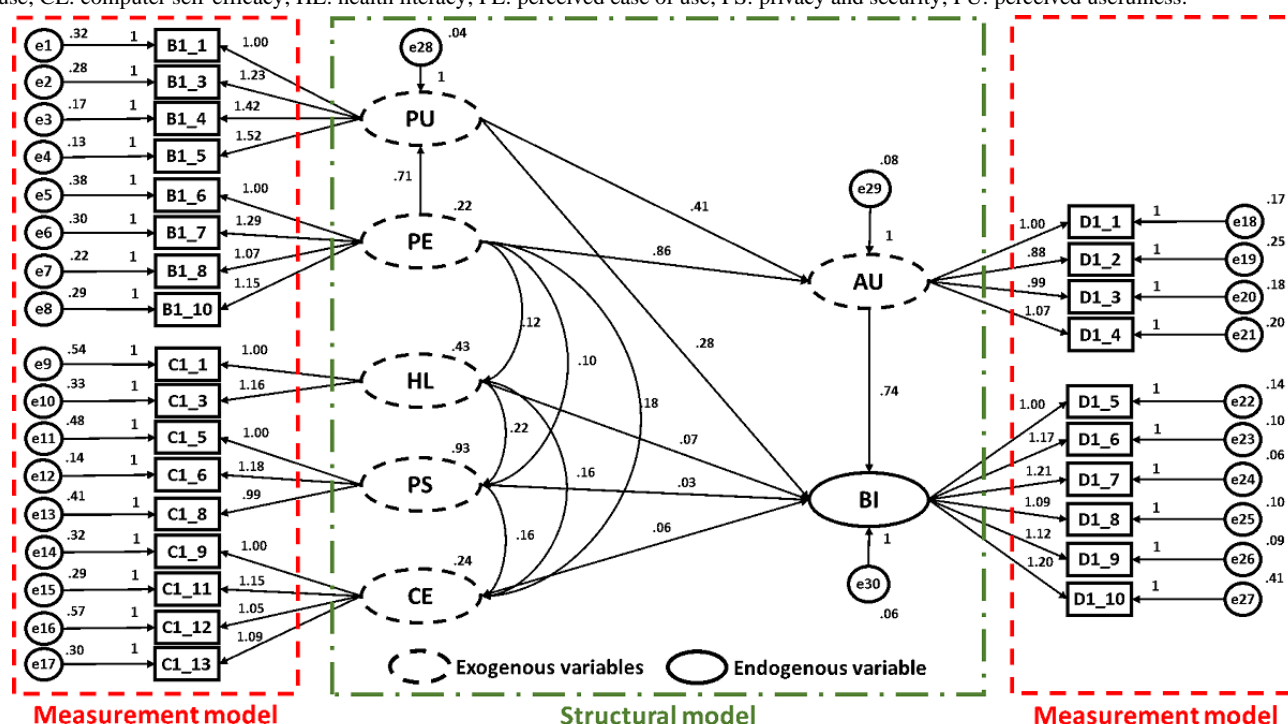 use; CE: computer self-efficacy; HL: health literacy; PE: perceived ease of use; PS: privacy and security; PU: perceived usefulness.
e1 .32 1 B1_1 1.00
e2 .28 1 B1_3 1.23
e3 .17 1 B1_4 1.42
e4 .13 1 B1_5 1.52
e5 .38 1 B1_6 1.00
e6 .30 1 B1_7 1.29
e7 .22 1 B1_8 1.07
e8 .29 1 B1_10 1.15
e9 .54 1 C1_1 1.00
e10 .33 1 C1_3 1.16
e11 .48 1 C1_5 1.00
e12 .14 1 C1_6 1.18
e13 .41 1 C1_8 .99
e14 .32 1 C1_9 1.00
e15 .29 1 C1_11 1.15
e16 .57 1 C1_12 1.05
e17 .30 1 C1_13 1.09
Measurement model
e28 .04
1
PU
.71
.22
PE
.43
HL
.93
PS
.24
CE
.41
.86
.12
.10
.18
.28
.22
.16
.07
.03
.16
.06
.08
e29
1
AU
.74
BI
1
e30
.06
Exogenous variables
Endogenous variable
Structural model
1.00 D1_1 1 e18 .17
.88 D1_2 1 e19 .25
.99 D1_3 1 e20 .18
1.07 D1_4 1 e21 .20
1.00 D1_5 1 e22 .14
1.17 D1_6 1 e23 .10
1.21 D1_7 1 e24 .06
1.09 D1_8 1 e25 .10
1.12 D1_9 1 e26 .09
1.20 D1_10 1 e27 .41
Measurement model